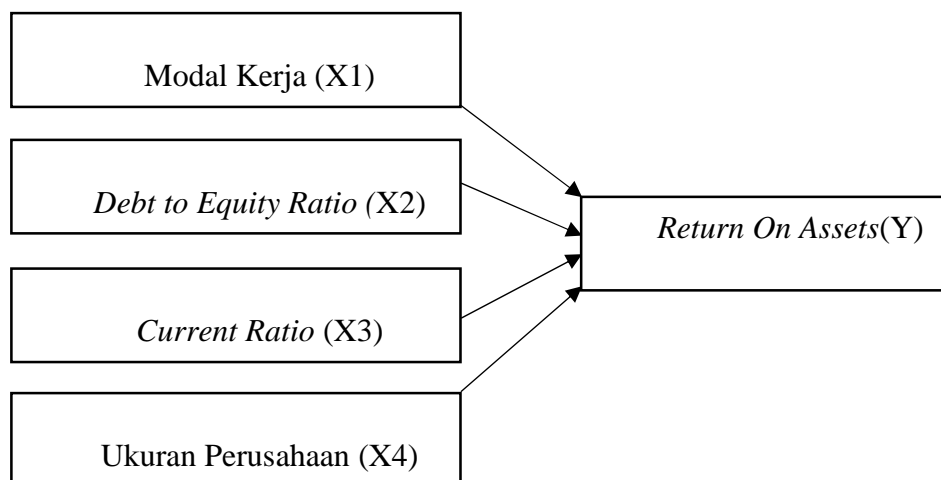 Modal Kerja (X1)
Debt to Equity Ratio (X2)
Return On Assets(Y)
Current Ratio (X3)
Ukuran Perusahaan (X4)